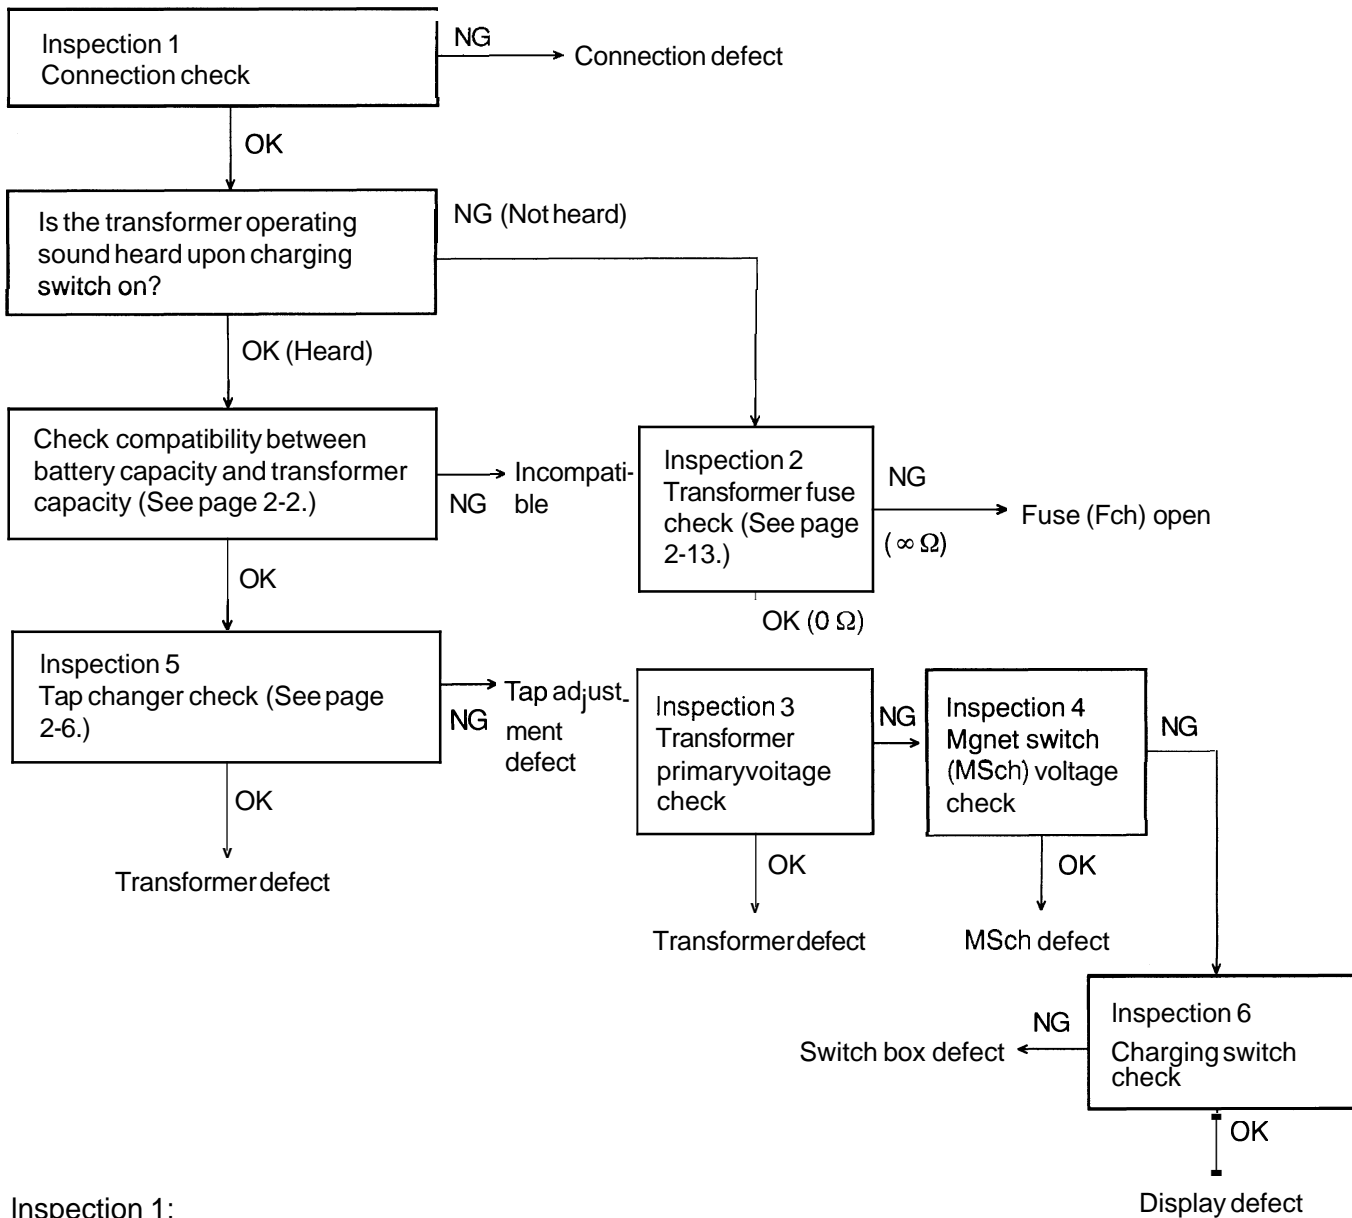 Inspection 1
Connection check
NG
Connection defect
OK
Is the transformer operating
sound heard upon charging
switch on?
NG (Not heard)
OK (Heard)
Check compatibility between
battery capacity and transformer
capacity (See page 2-2.)
NG
Incompati-
ble
Inspection 2
Transformer fuse
check (See page
2-13.)
NG
(∞ Ω)
Fuse (Fch) open
OK
OK (0 Ω)
Inspection 5
Tap changer check (See page
2-6.)
NG
Tap adjust-
ment
defect
Inspection 3
Transformer
primaryvoitage
check
NG
Inspection 4
Mgnet switch
(MSch) voltage
check
NG
OK
Transformer defect
OK
Transformer defect
OK
MSch defect
Inspection 6
Charging switch
check
NG
Switch box defect
OK
Display defect
Inspection 1: